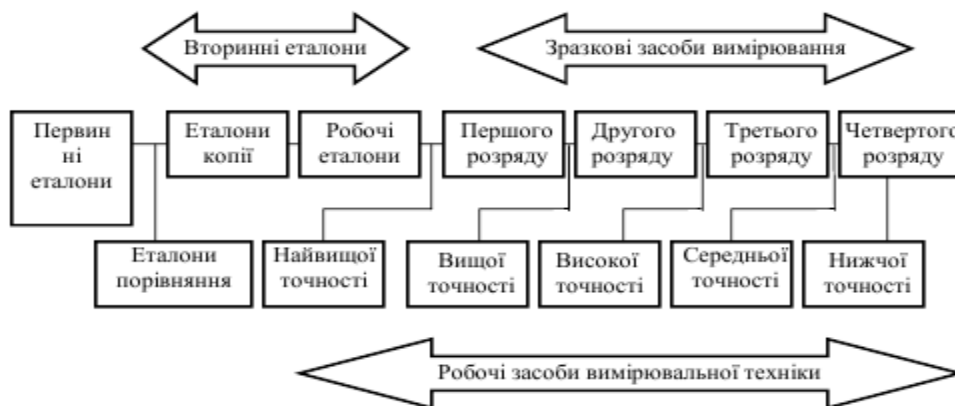 Вторинні еталони
Зразкові засоби вимірювання
Первин
ні
еталони
Еталони
копії
Робочі
еталони
Першого
розряду
Другого
розряду
Третього
розряду
Четвертого
розряду
Еталони
порівняння
Найвищої
точності
Вищої
точності
Високої
точності
Середньої
точності
Нижчої
точності
Робочі засоби вимірювальної техніки